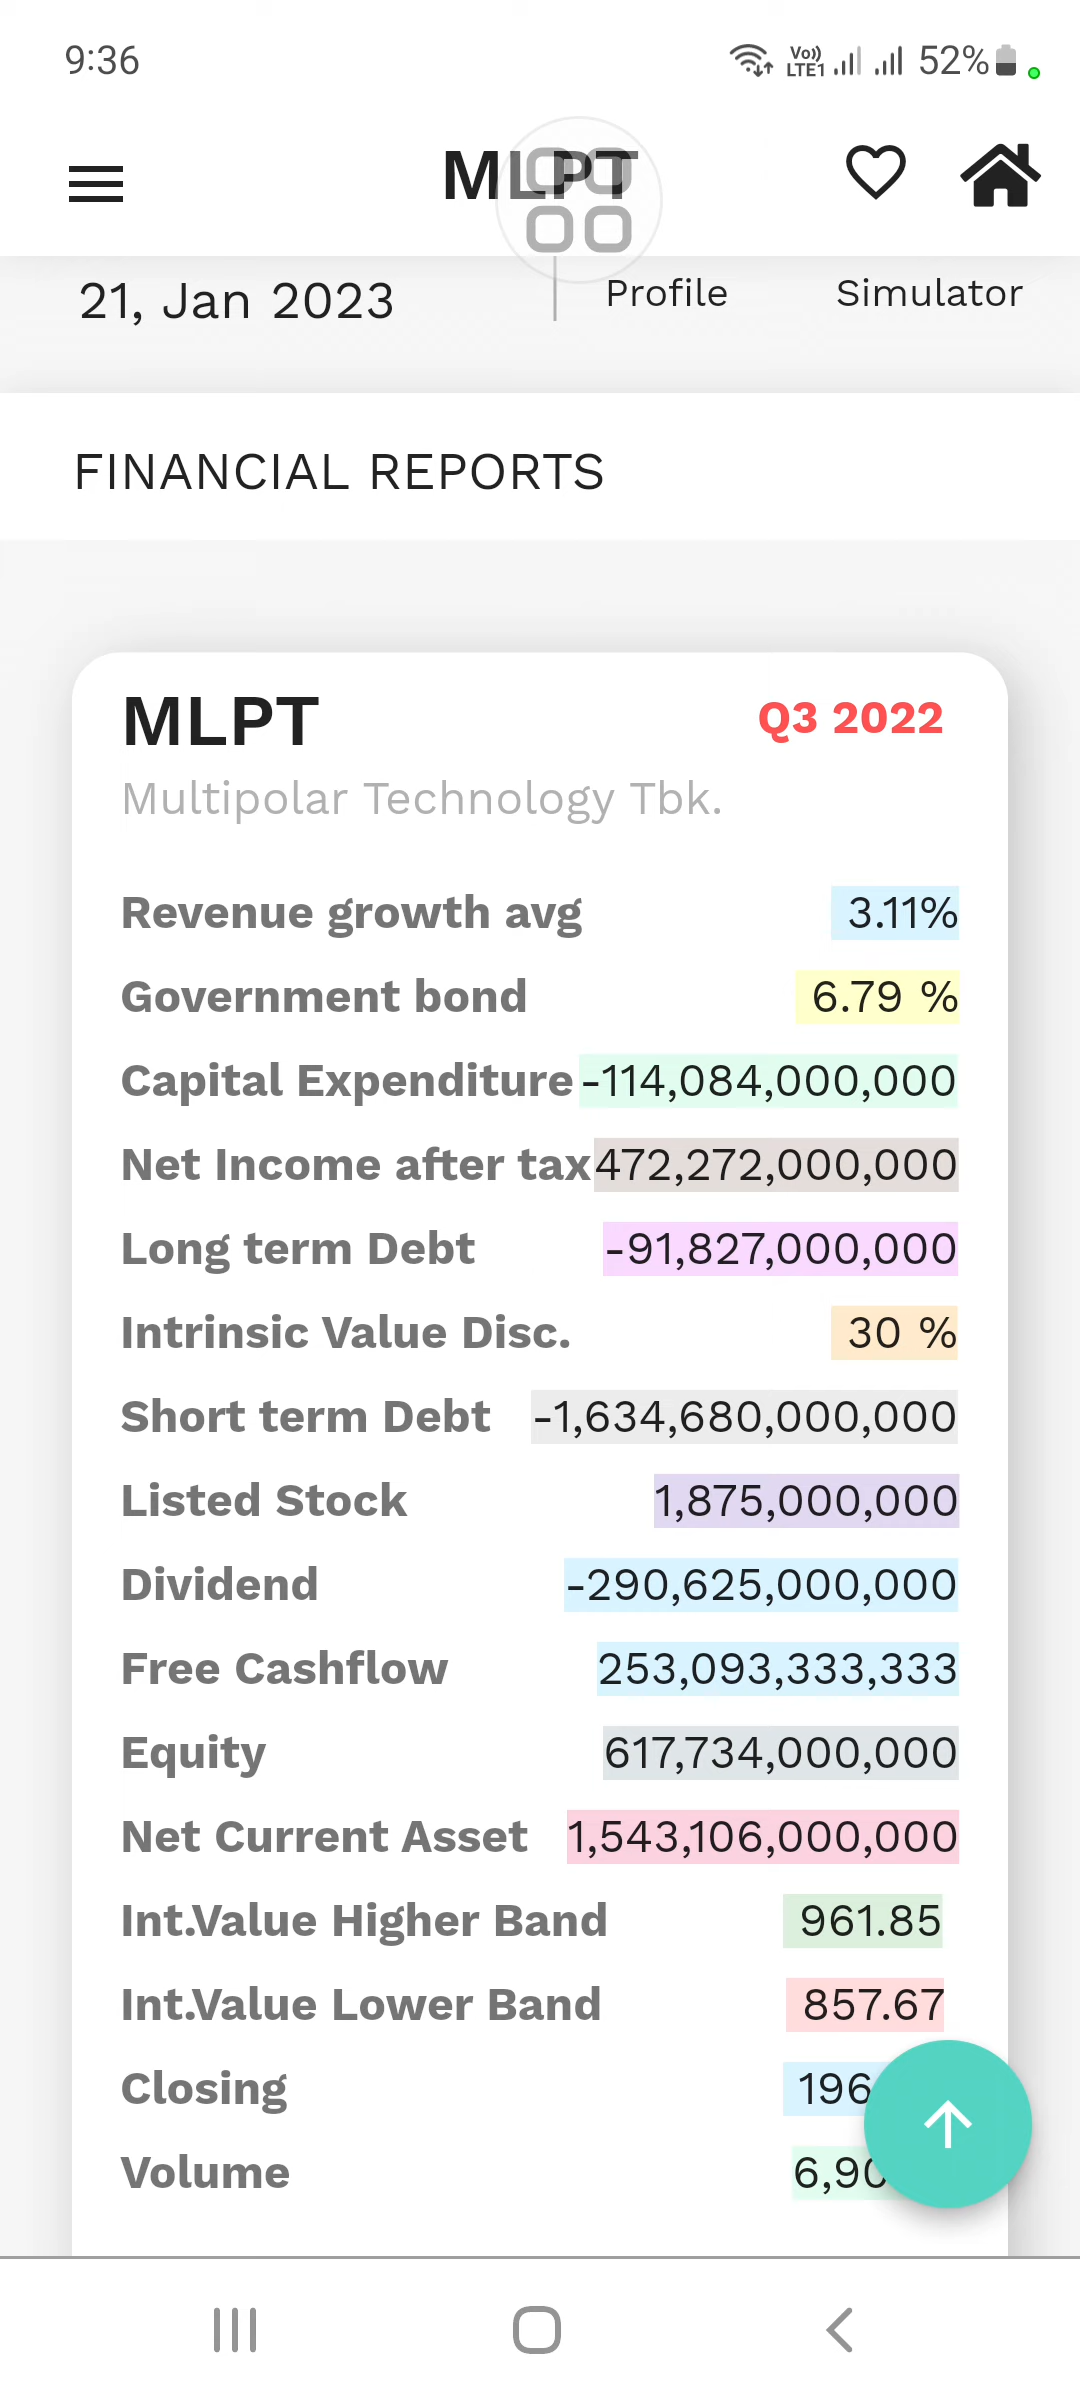 9:36
Vo)) LTE1 52%
MLPT
21, Jan 2023
Profile
Simulator
FINANCIAL REPORTS
MLPT
Q3 2022
Multipolar Technology Tbk.
Revenue growth avg 3.11%
Government bond 6.79 %
Capital Expenditure -114,084,000,000
Net Income after tax 472,272,000,000
Long term Debt -91,827,000,000
Intrinsic Value Disc. 30 %
Short term Debt -1,634,680,000,000
Listed Stock 1,875,000,000
Dividend -290,625,000,000
Free Cashflow 253,093,333,333
Equity 617,734,000,000
Net Current Asset 1,543,106,000,000
Int.Value Higher Band 961.85
Int.Value Lower Band 857.67
Closing
Volume